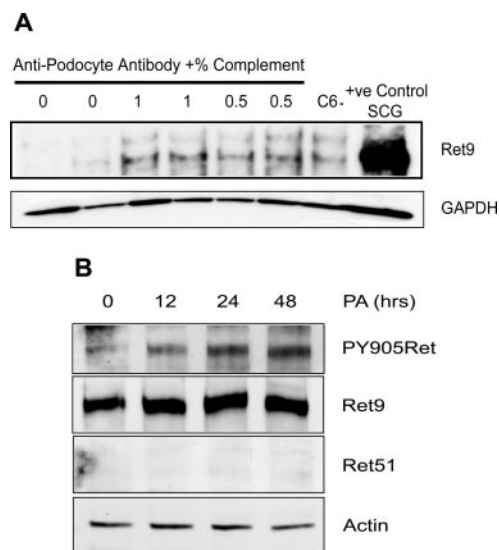 A
Anti-Podocyte Antibody +% Complement
0 0 1 1 0.5 0.5 C6- +ve Control SCG
Ret9
GAPDH
B
0 12 24 48 PA (hrs)
PY905Ret
Ret9
Ret51
Actin